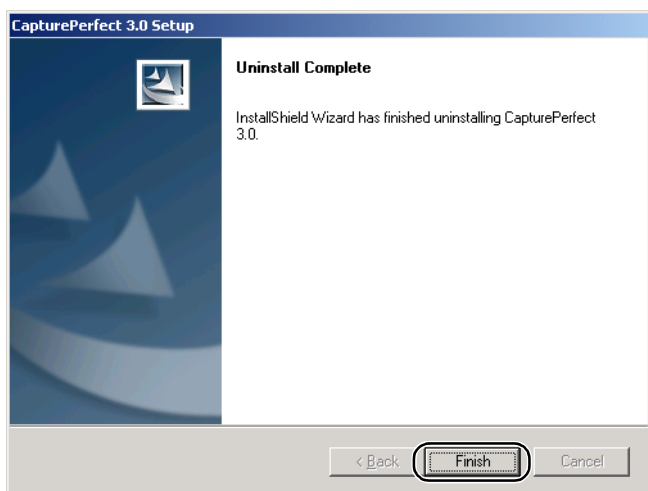 CapturePerfect 3.0 Setup
Uninstall Complete
InstallShield Wizard has finished uninstalling CapturePerfect
3.0.
< Back Finish Cancel